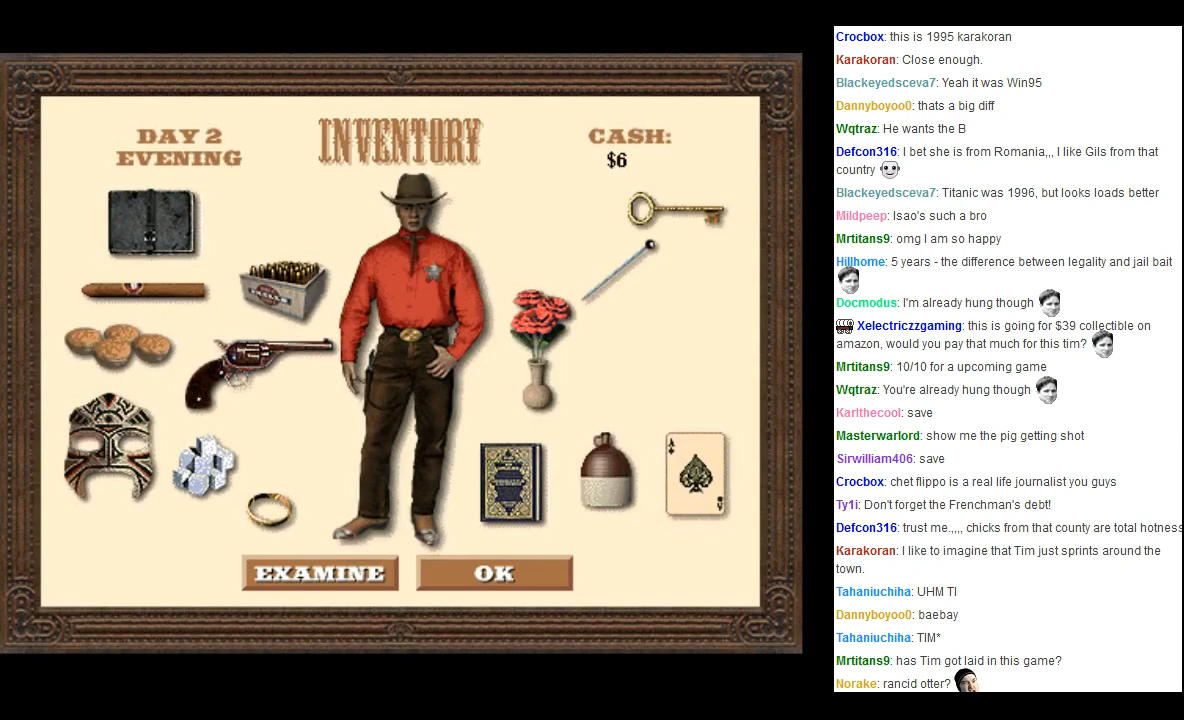 DAY 2
EVENING
INVENTORY
CASH:
$6
SHELLS
A
A
EXAMINE
OK
Crocbox: this is 1995 karakoran
Karakoran: Close enough.
Blackeyedsceva7: Yeah it was Win95
Dannyboyoo0: thats a big diff
Wqtraz: He wants the B
Defcon316: I bet she is from Romania,,, I like Gils from that
country
Blackeyedsceva7: Titanic was 1996, but looks loads better
Mildpeep: Isao's such a bro
Mrtitans9: omg I am so happy
Hillhome: 5 years - the difference between legality and jail bait
Docmodus: I'm already hung though
Xelectriczzgaming: this is going for $39 collectible on
amazon, would you pay that much for this tim?
Mrtitans9: 10/10 for a upcoming game
Wqtraz: You're already hung though
Karlthecool: save
Masterwarlord: show me the pig getting shot
Sirwilliam406: save
Crocbox: chet flippo is a real life journalist you guys
Ty1i: Don't forget the Frenchman's debt!
Defcon316: trust me.,,,, chicks from that county are total hotness
Karakoran: I like to imagine that Tim just sprints around the
town.
Tahaniuchiha: UHM TI
Dannyboyoo0: baebay
Tahaniuchiha: TIM*
Mrtitans9: has Tim got laid in this game?
Norake: rancid otter?